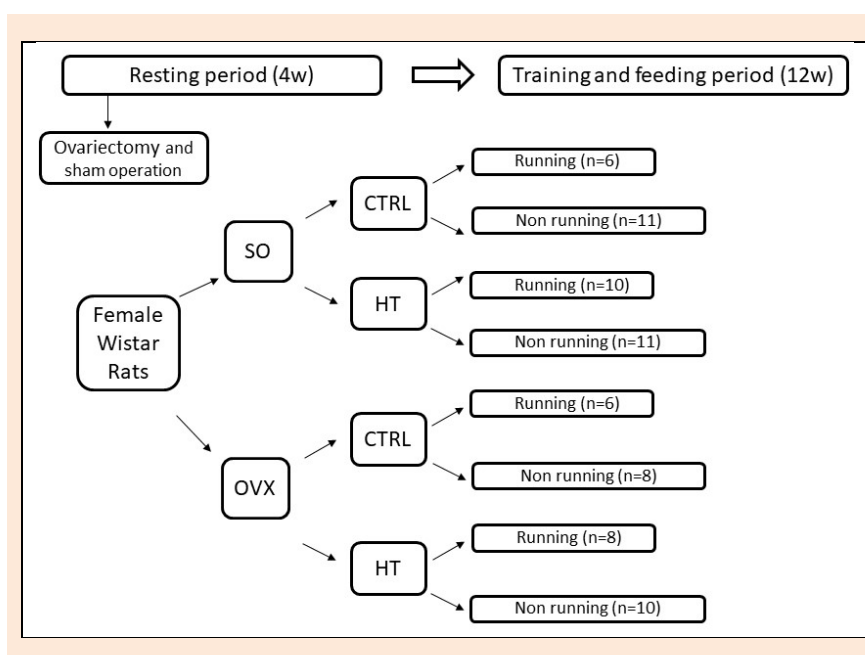 Resting period (4w)
Training and feeding period (12w)
Ovariectomy and
sham operation
Female
Wistar
Rats
SO
CTRL
Running (n=6)
Non running (n=11)
HT
Running (n=10)
Non running (n=11)
OVX
CTRL
Running (n=6)
Non running (n=8)
HT
Running (n=8)
Non running (n=10)